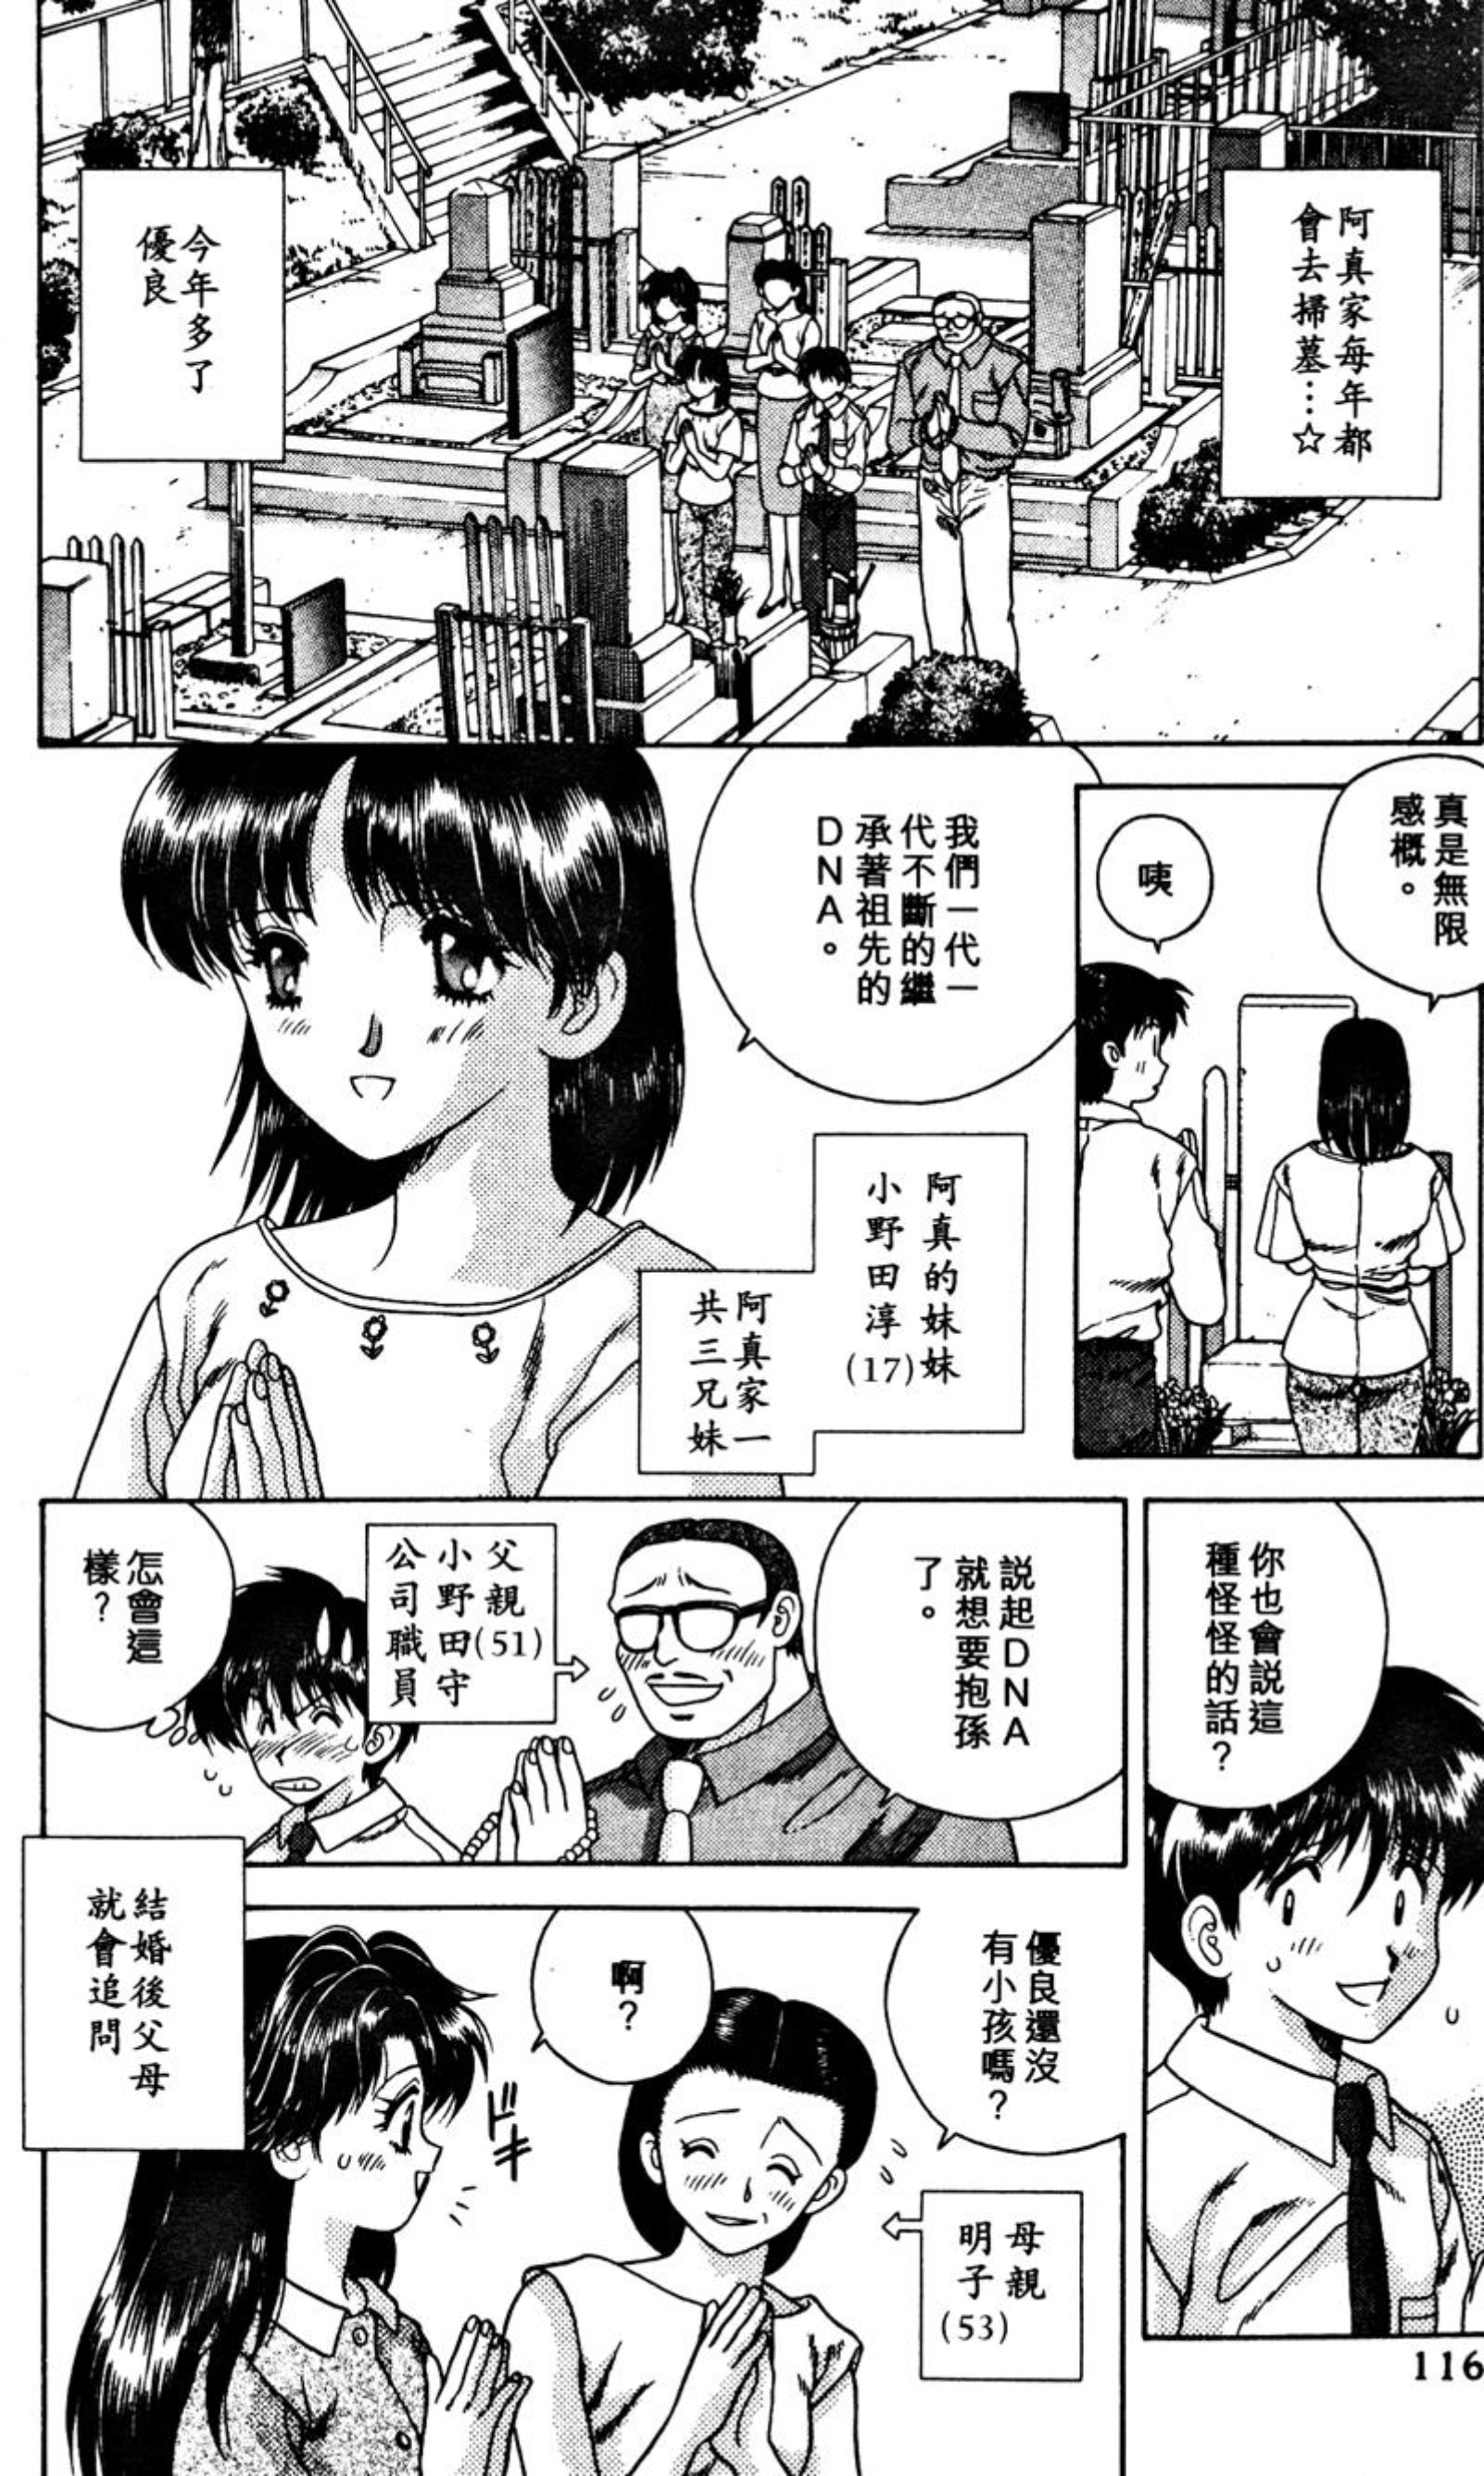 阿真家每年都
會去掃墓…☆
今年多了
優良
真是無限
感概。
咦
我們一代一
代不斷的繼
承著祖先的
DNA。
阿真的妹妹
小野田淳(17)
阿真家一
共三兄妹
你也會説這
種怪怪的話？
説起DNA
就想要抱孫
了。
父親(51)
小野田守
公司職員
怎會這
樣？
優良還沒
有小孩嗎？
母親
明子
(53)
啊？
ドキ
結婚後父母
就會追問
116